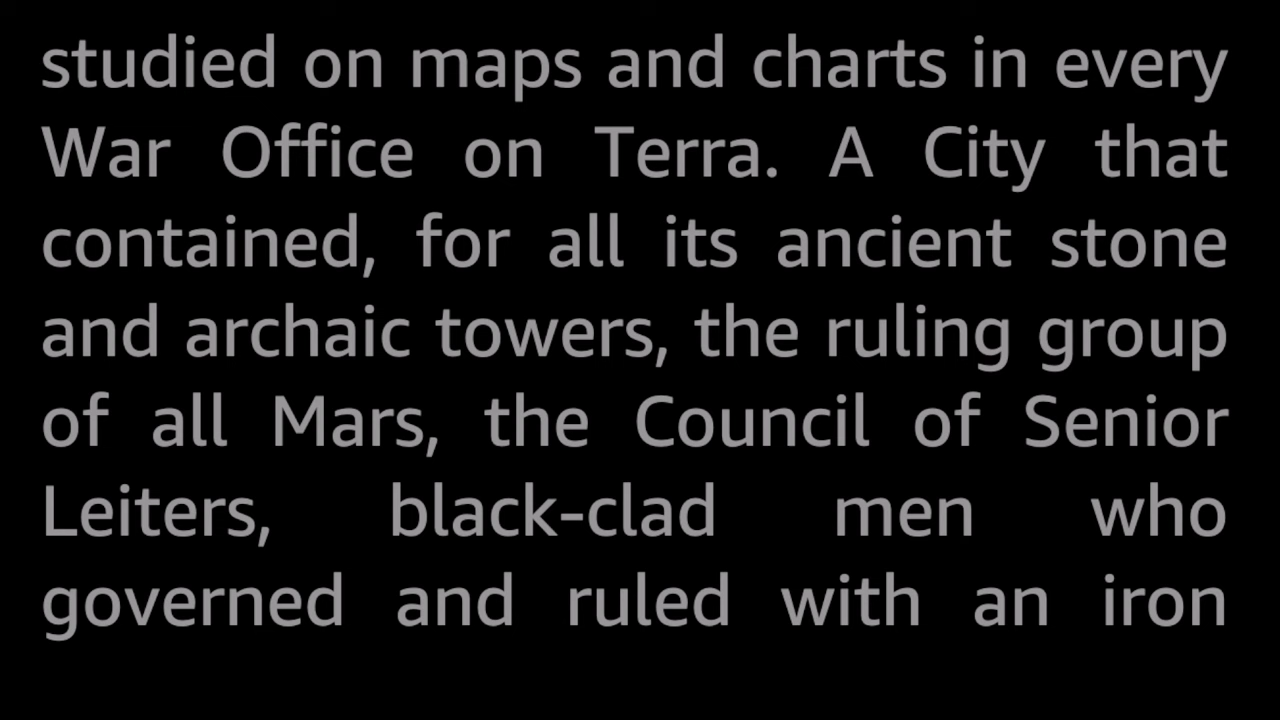 studied on maps and charts in every
War Office on Terra. A City that
contained, for all its ancient stone
and archaic towers, the ruling group
of all Mars, the Council of Senior
Leiters, black-clad men who
governed and ruled with an iron